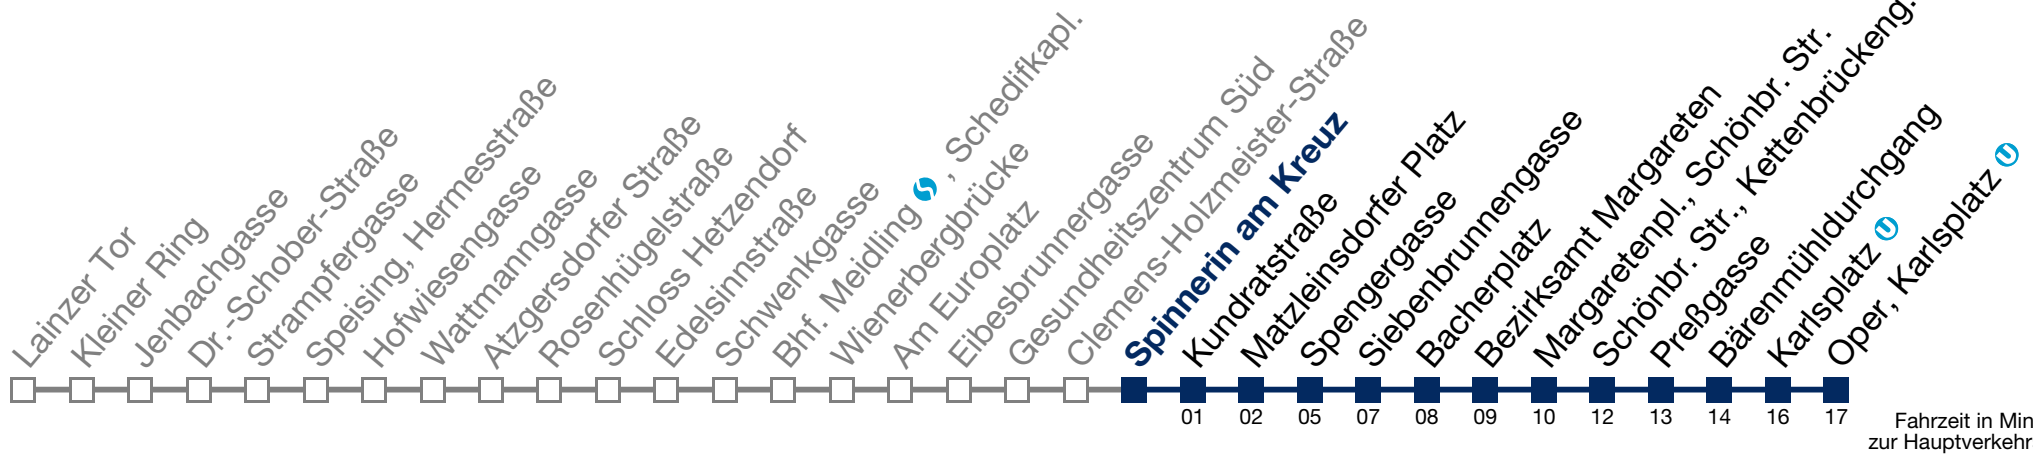 Lainzer Tor
Kleiner Ring
Jenbachgasse
Dr.-Schober-Straße
Strampfergasse
Speising, Hermesstraße
Hofwiesengasse
Wattmanngasse
Atzgersdorfer Straße
Rosenhügelstraße
Schloss Hetzendorf
Edelsinnstraße
Schwenkgasse
Bhf. Meidling S, Schedifkapl.
Wienerbergbrücke
Am Europlatz
Eibesbrunnergasse
Gesundheitszentrum Süd
Clemens-Holzmeister-Straße
Spinnerin am Kreuz
Kundratstraße
Matzleinsdorfer Platz
Spengergasse
Siebenbrunnengasse
Bacherplatz
Bezirksamt Margareten
Margaretenpl., Schönbr. Str.
Schönbr. Str., Kettenbrückeng.
Preßgasse
Bärenmühldurchgang
Karlsplatz U
Oper, Karlsplatz U
01 02 05 07 08 09 10 12 13 14 16 17
Fahrzeit in Min
zur Hauptverkehr